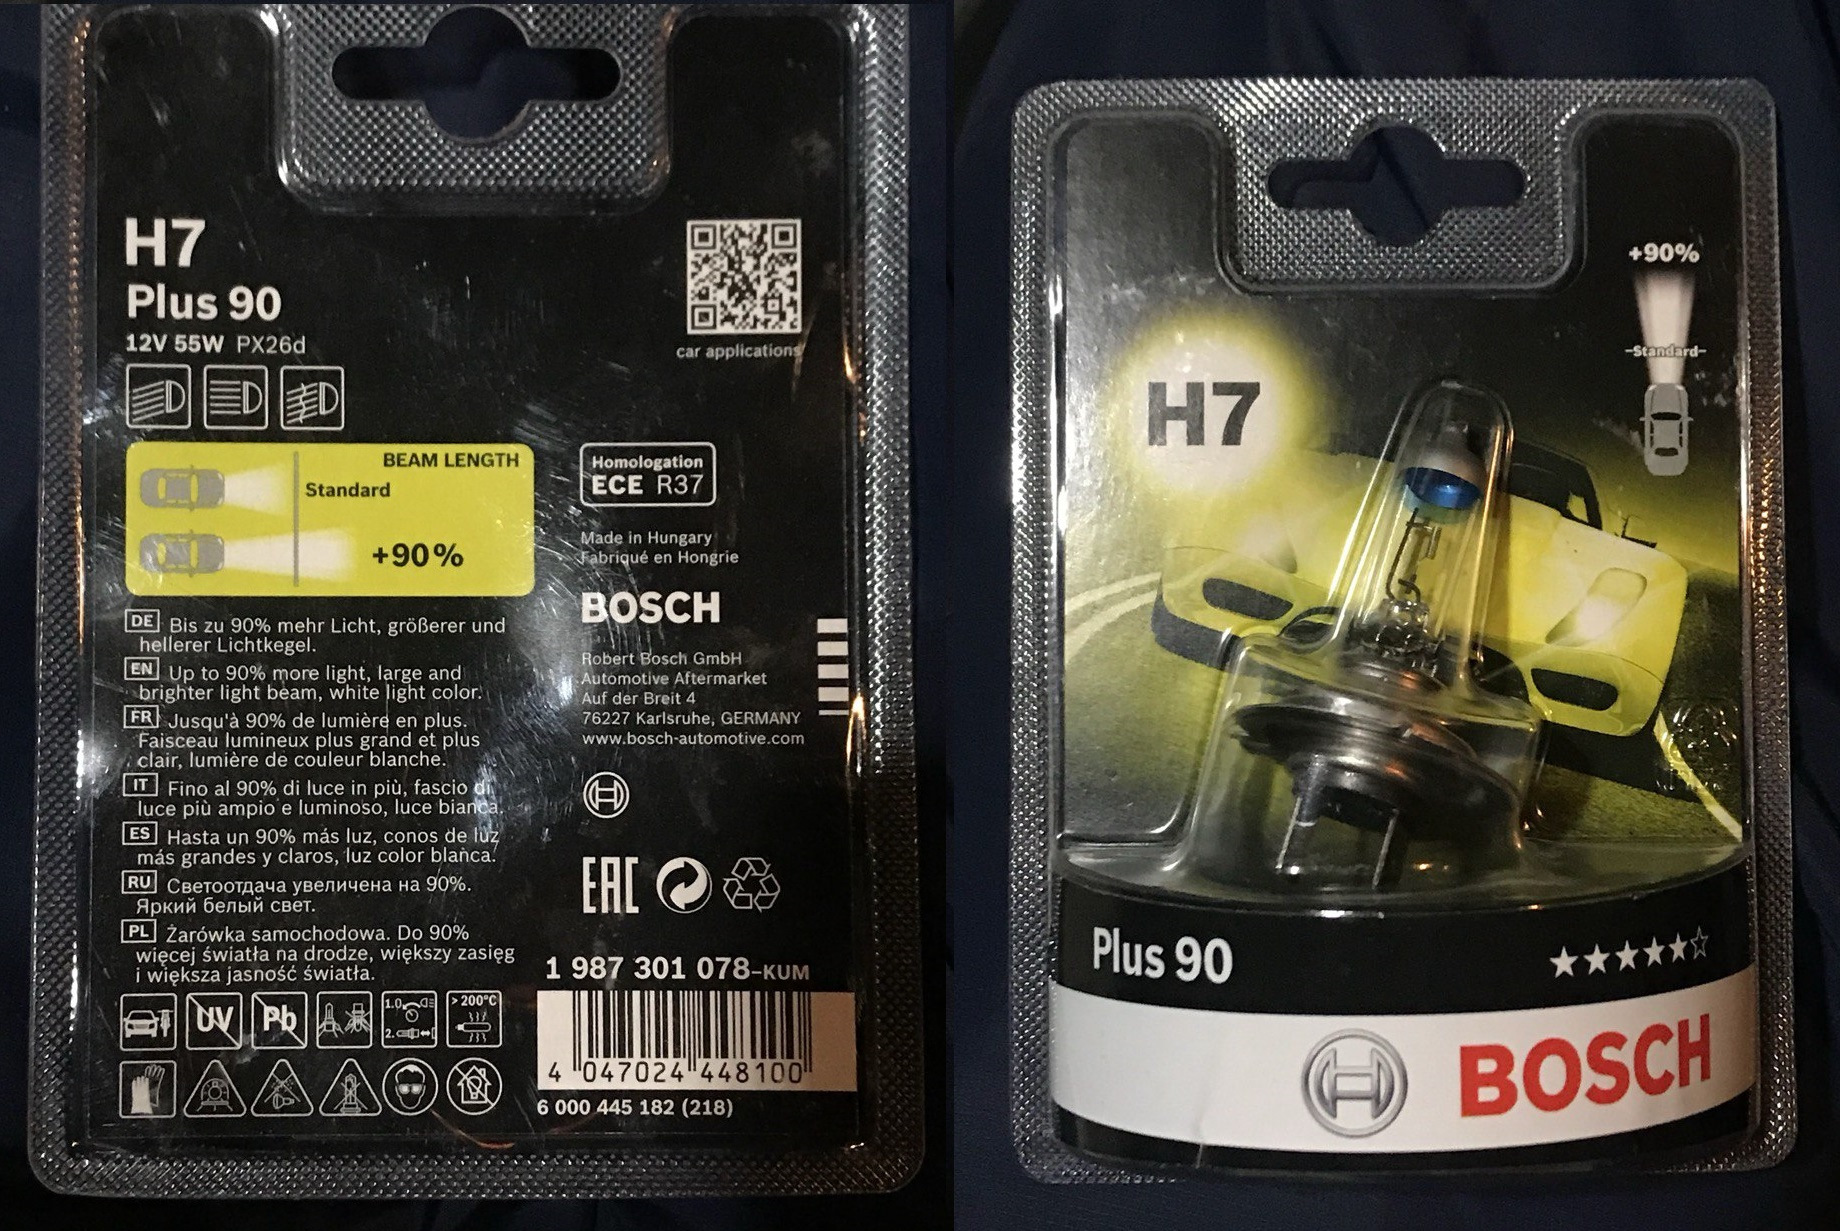 H7
Plus 90
12V 55W PX26d
car applications
BEAM LENGTH
Standard
+90%
Homologation
ECE R37
Made in Hungary
Fabriqué en Hongrie
BOSCH
Robert Bosch GmbH
Automotive Aftermarket
Auf der Breit 4
76227 Karlsruhe, GERMANY
www.bosch-automotive.com
DE Bis zu 90% mehr Licht, größerer und
hellerer Lichtkegel.
EN Up to 90% more light, large and
brighter light beam, white light color.
FR Jusqu'à 90% de lumière en plus.
Faisceau lumineux plus grand et plus
clair, lumière de couleur blanche.
IT Fino al 90% di luce in più, fascio di
luce più ampio e luminoso, luce bianca.
ES Hasta un 90% más luz, conos de luz
más grandes y claros, luz color blanca.
RU Светоотдача увеличена на 90%.
Яркий белый свет.
PL Żarówka samochodowa. Do 90%
więcej światła na drodze, większy zasięg
i większa jasność światła.
EAC
1 987 301 078-KUM
UV
Pb
1.0
2.
> 200°C
4 047024 448100
6 000 445 182 (218)
+90%
-Standard-
H7
Plus 90
BOSCH